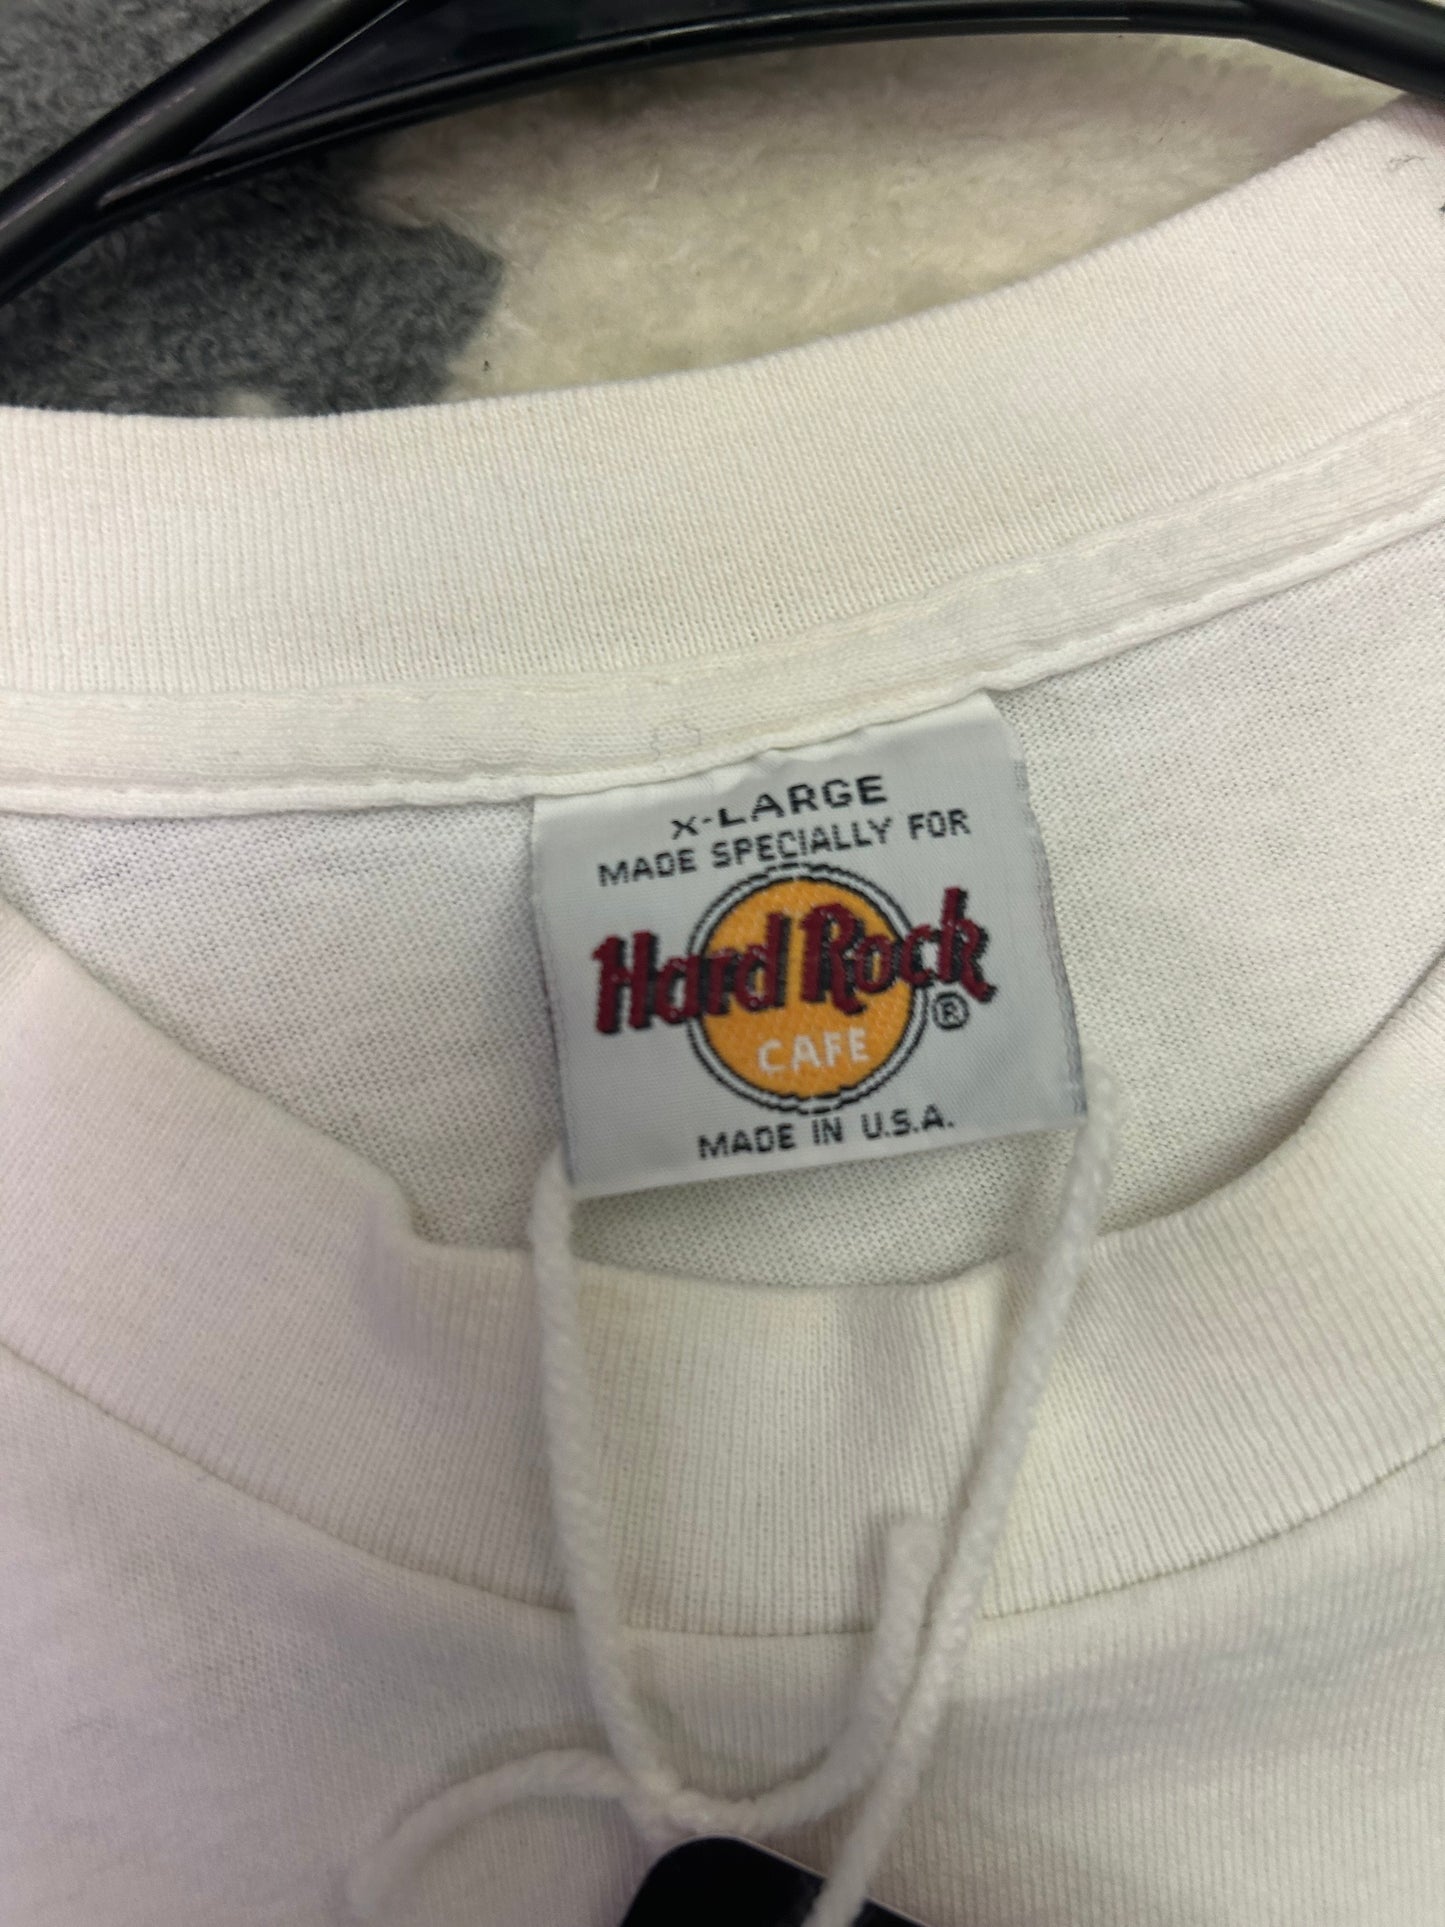 X-LARGE
MADE SPECIALLY FOR
Hard Rock
CAFE ®
MADE IN U.S.A.